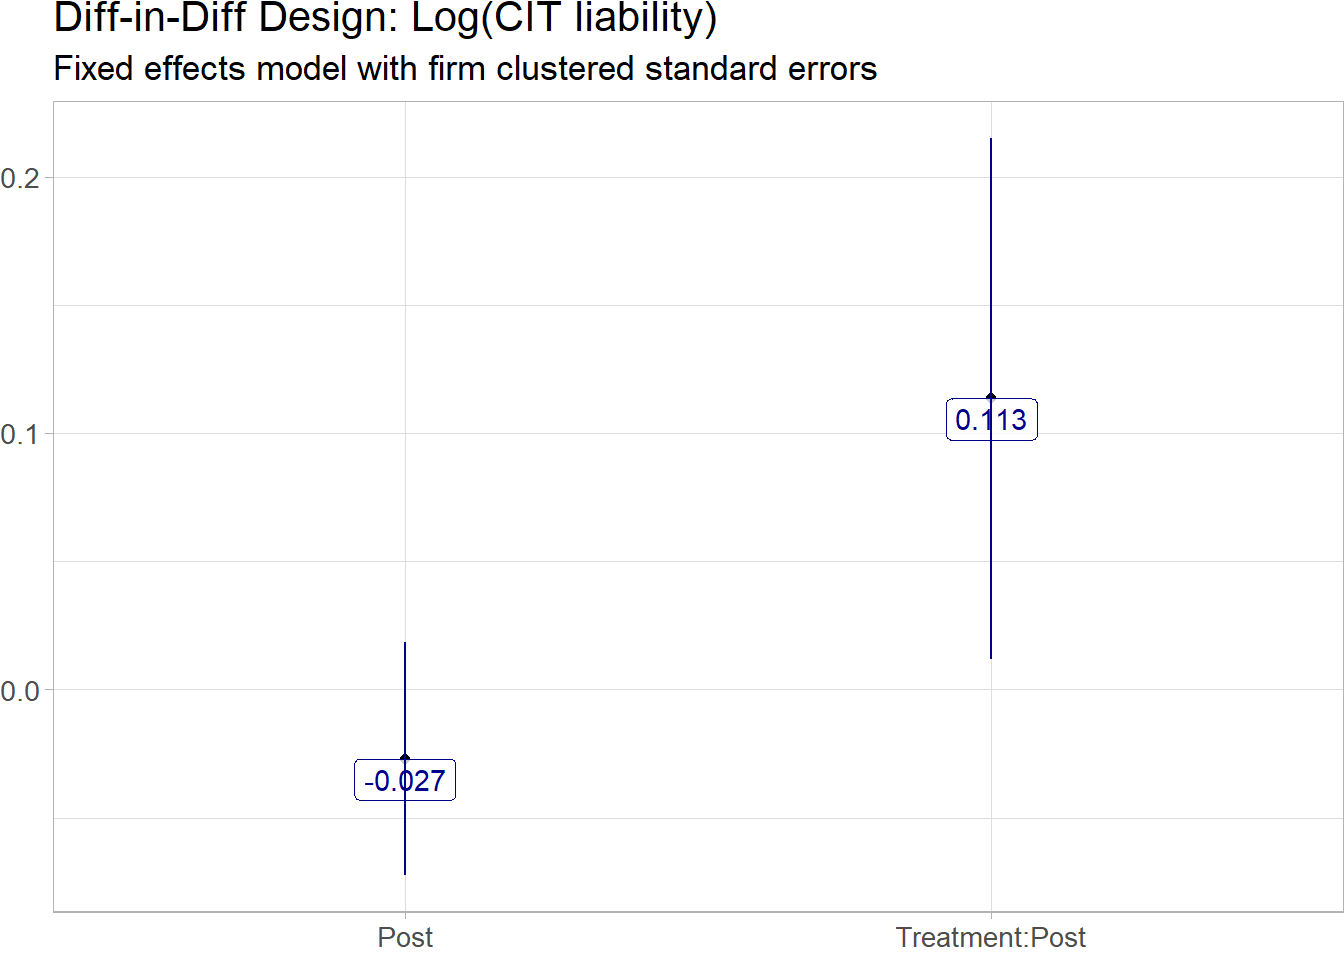 Diff-in-Diff Design: Log(CIT liability)
Fixed effects model with firm clustered standard errors
0.2
0.1
0.113
0.0
-0.027
Post
Treatment:Post